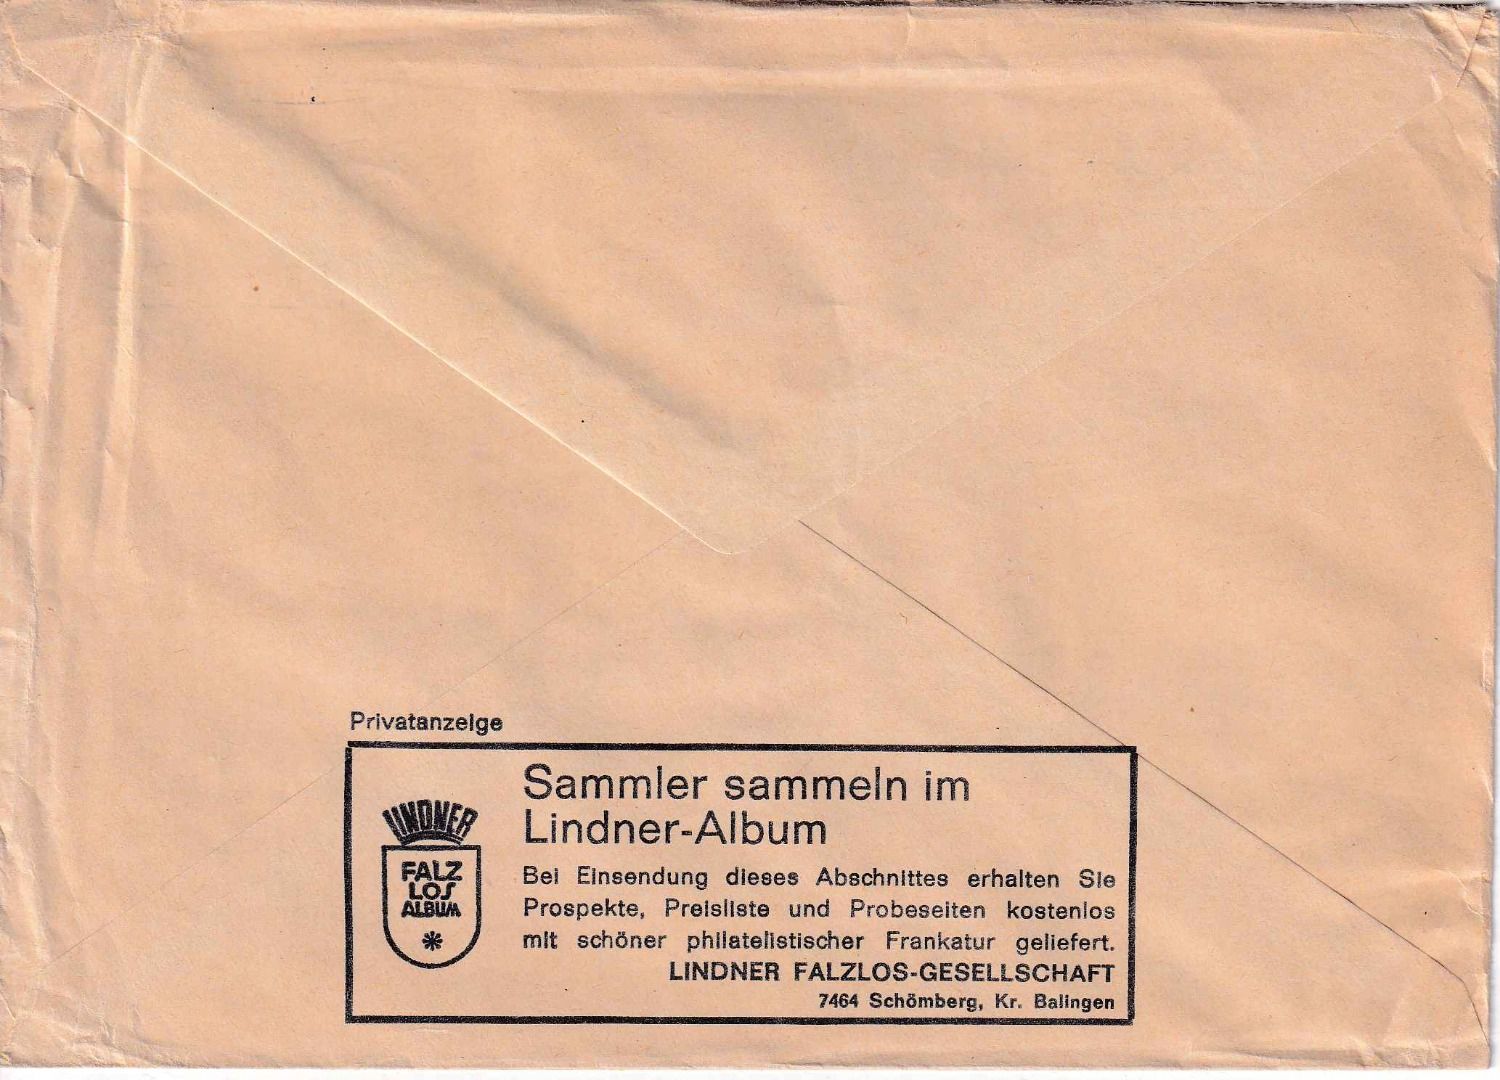 Privatanzeige
Sammler sammeln im
Lindner-Album
Bei Einsendung dieses Abschnittes erhalten Sie
Prospekte, Preisliste und Probeseiten kostenlos
mit schöner philatelistischer Frankatur geliefert.
LINDNER FALZLOS-GESELLSCHAFT
7464 Schömberg, Kr. Balingen
LINDNER
FALZ
LOS
ALBUM